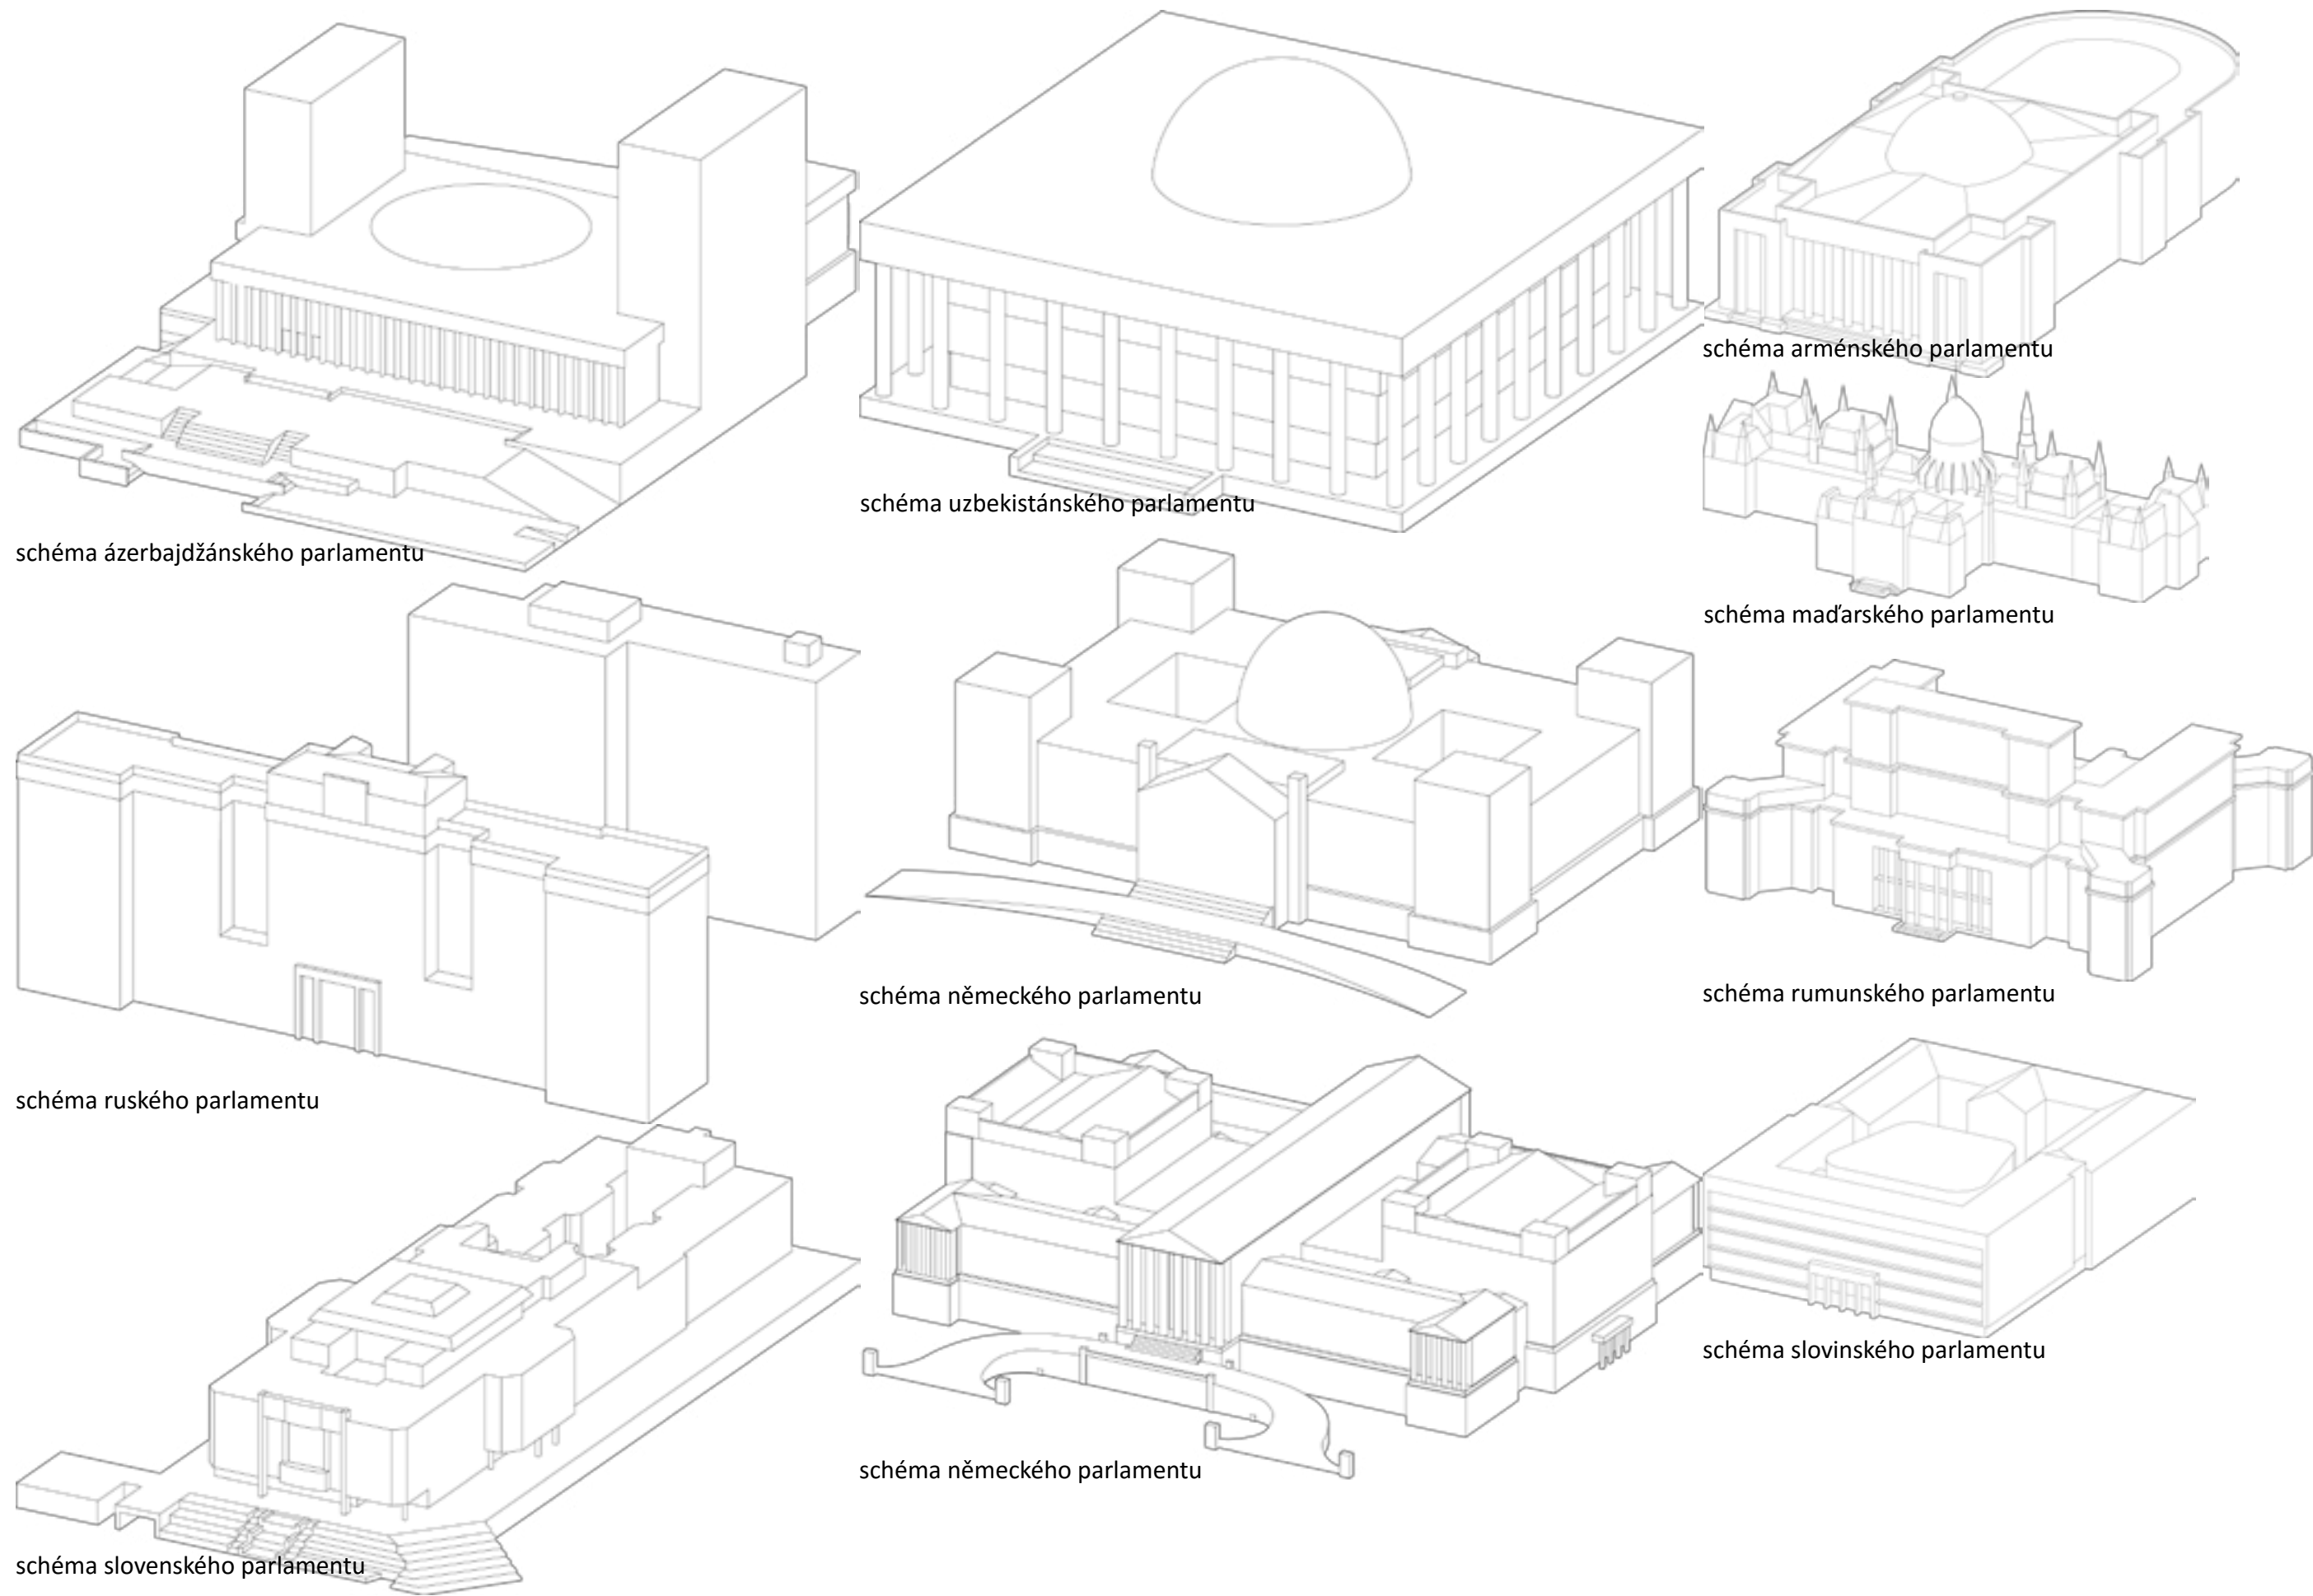 schéma arménského parlamentu
schéma uzbekistánského parlamentu
schéma ázerbajdžánského parlamentu
schéma maďarského parlamentu
schéma německého parlamentu
schéma rumunského parlamentu
schéma ruského parlamentu
schéma slovinského parlamentu
schéma německého parlamentu
schéma slovenského parlamentu